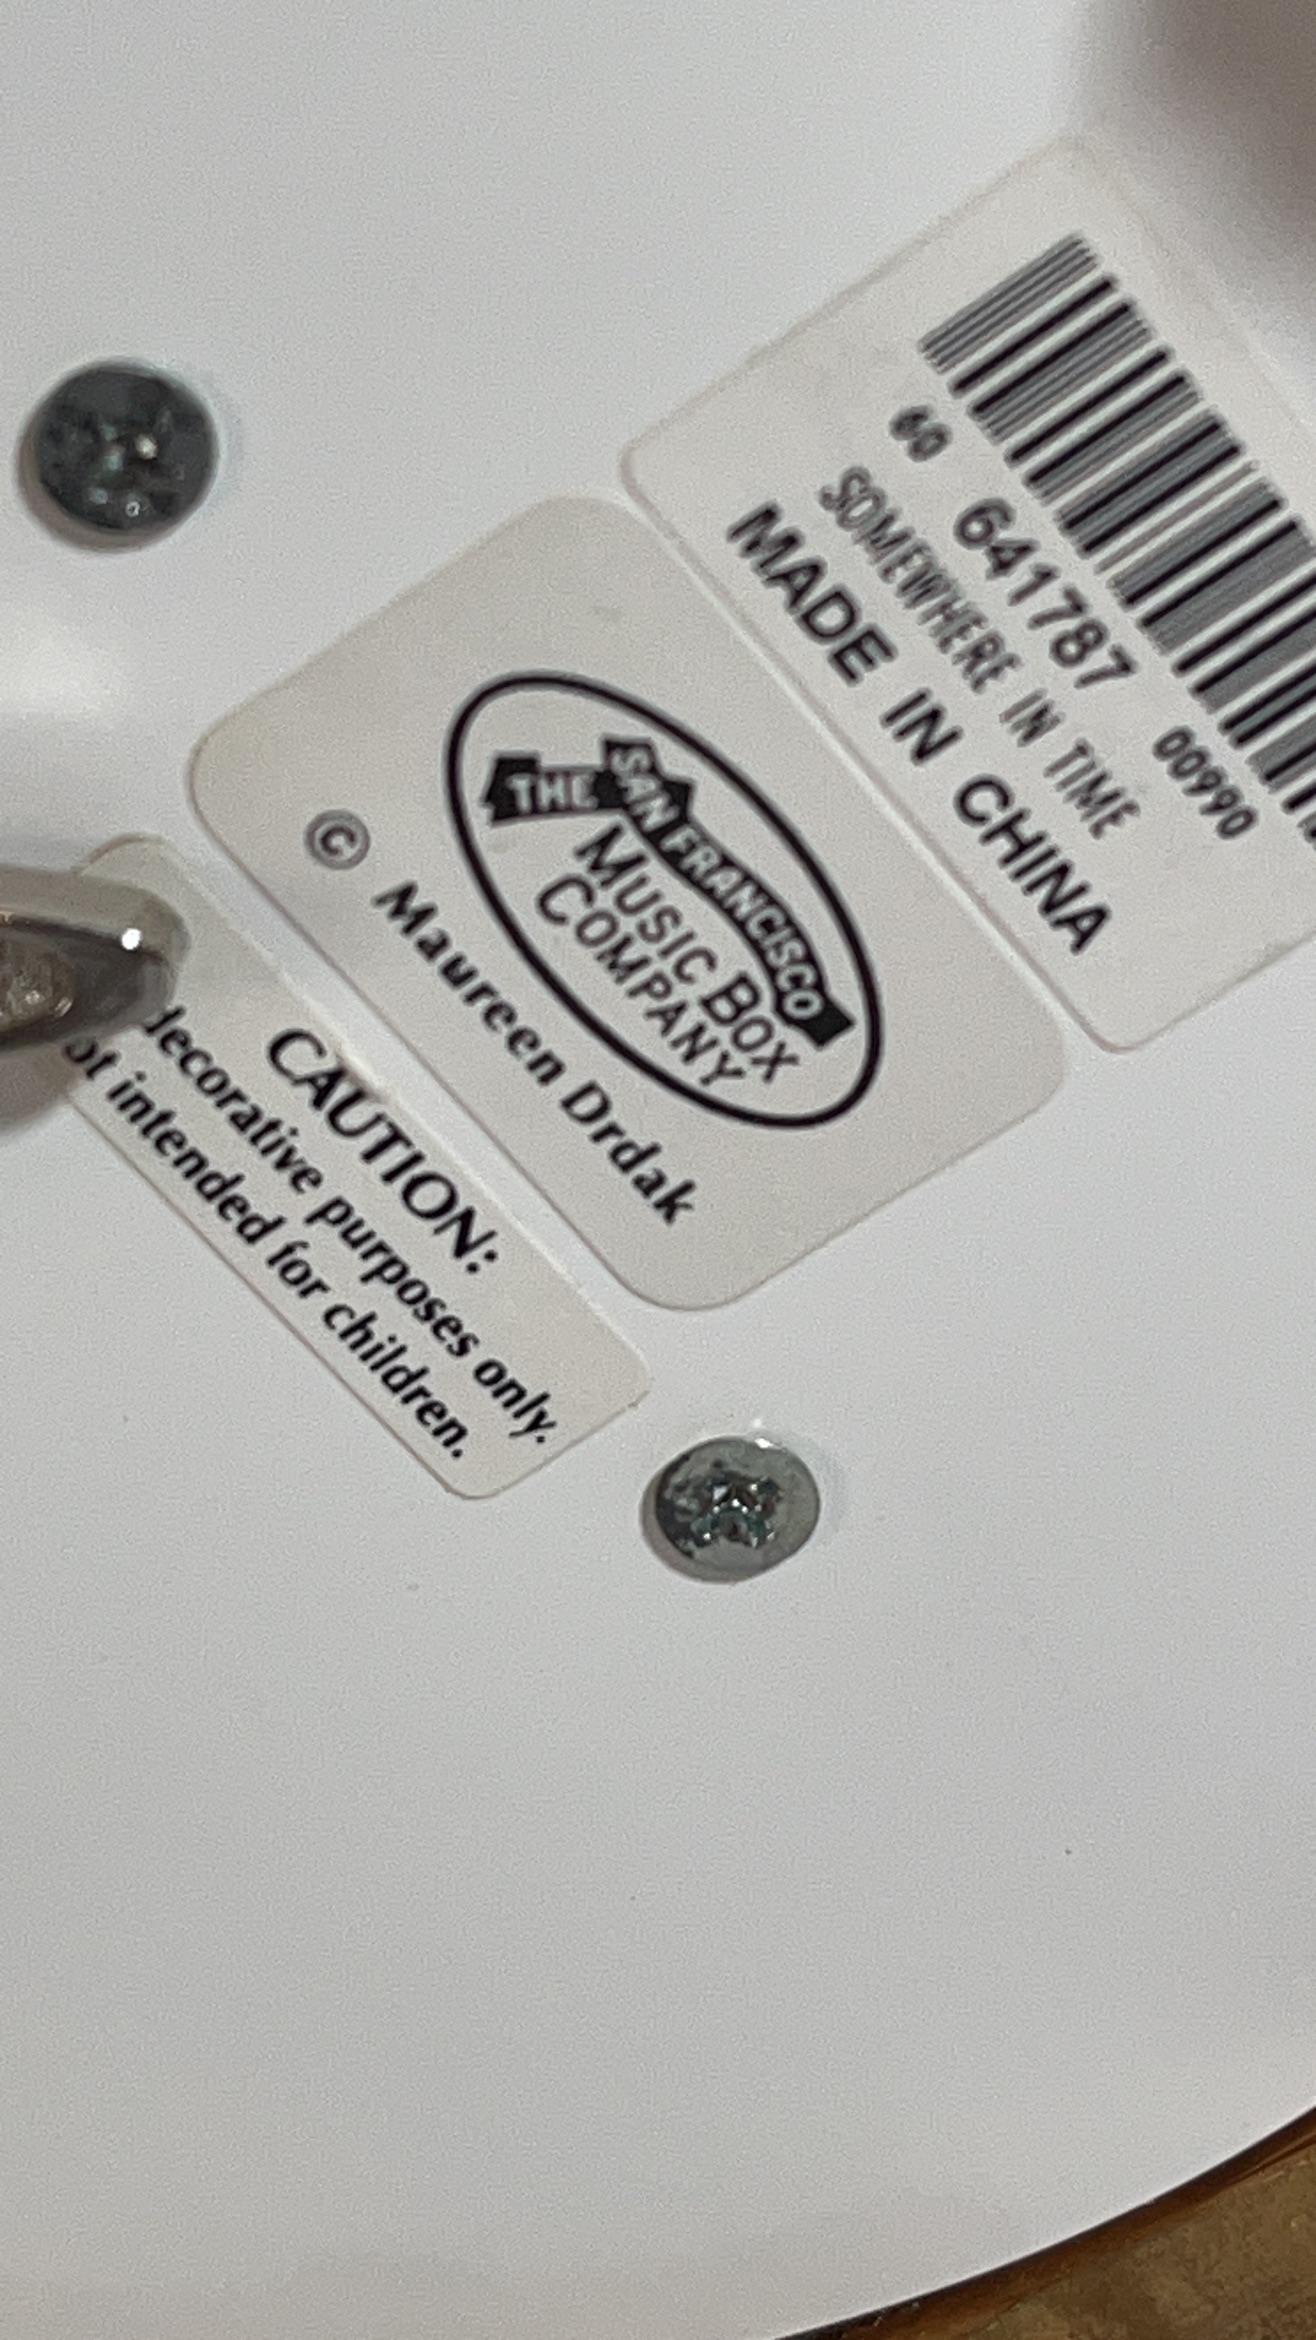 60 641787 00990
SOMEWHERE IN TIME
MADE IN CHINA
THE SAN FRANCISCO
MUSIC BOX
COMPANY
© Maureen Drdak
CAUTION:
decorative purposes only.
ot intended for children.